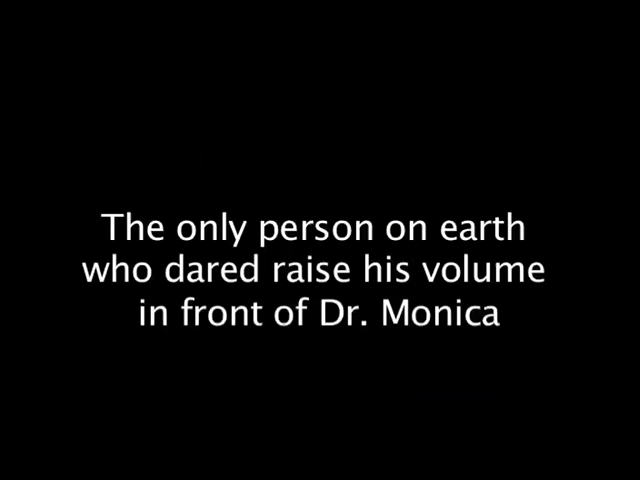 The only person on earth
who dared raise his volume
in front of Dr. Monica